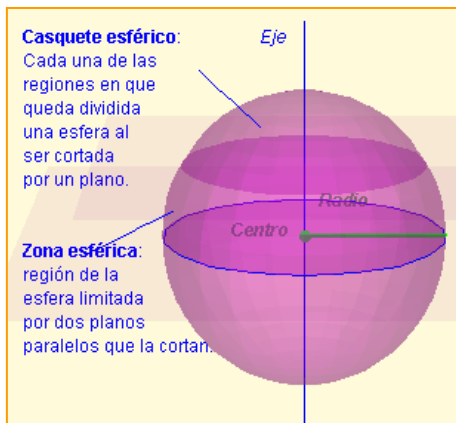 Casquete esférico:
Cada una de las
regiones en que
queda dividida
una esfera al
ser cortada
por un plano.
Eje
Radio
Centro
Zona esférica:
región de la
esfera limitada
por dos planos
paralelos que la cortan.